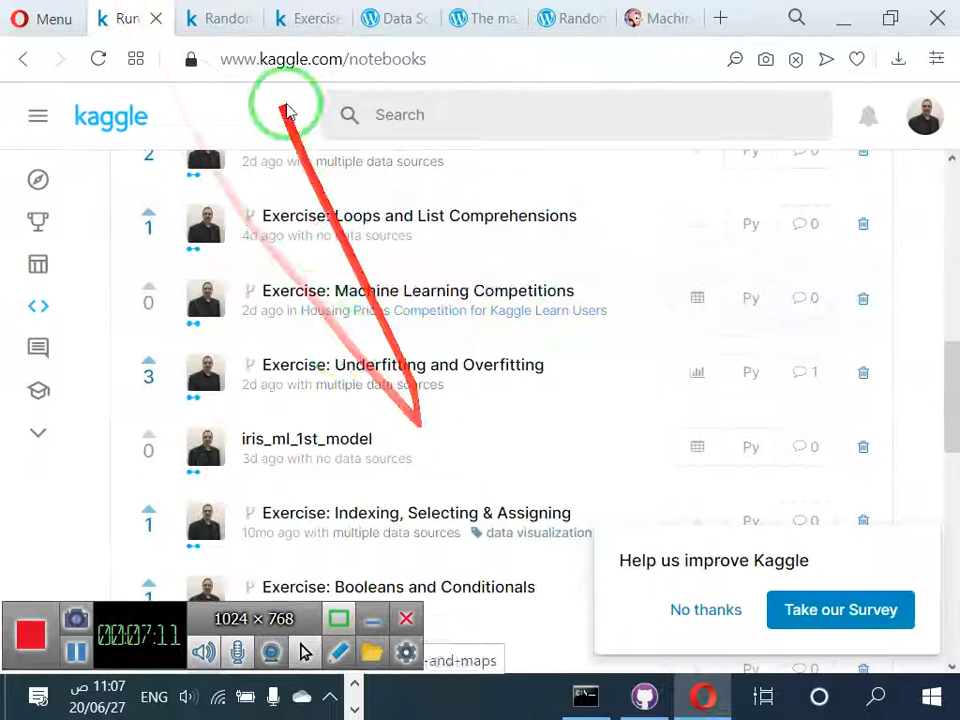 Menu
Run
Random
Exercise
Data Sc
The ma
Random
Machin
www.kaggle.com/notebooks
kaggle
Search
2
2d ago with multiple data sources
Py
0
1
Exercise: Loops and List Comprehensions
4d ago with no data sources
Py
0
0
Exercise: Machine Learning Competitions
2d ago in Housing Prices Competition for Kaggle Learn Users
Py
0
3
Exercise: Underfitting and Overfitting
2d ago with multiple data sources
Py
1
0
iris_ml_1st_model
3d ago with no data sources
Py
0
1
Exercise: Indexing, Selecting & Assigning
10mo ago with multiple data sources
data visualization
Py
0
1
Exercise: Booleans and Conditionals
Help us improve Kaggle
No thanks
Take our Survey
00:07:11
1024 × 768
-and-maps
11:07 ص
20/06/27
ENG